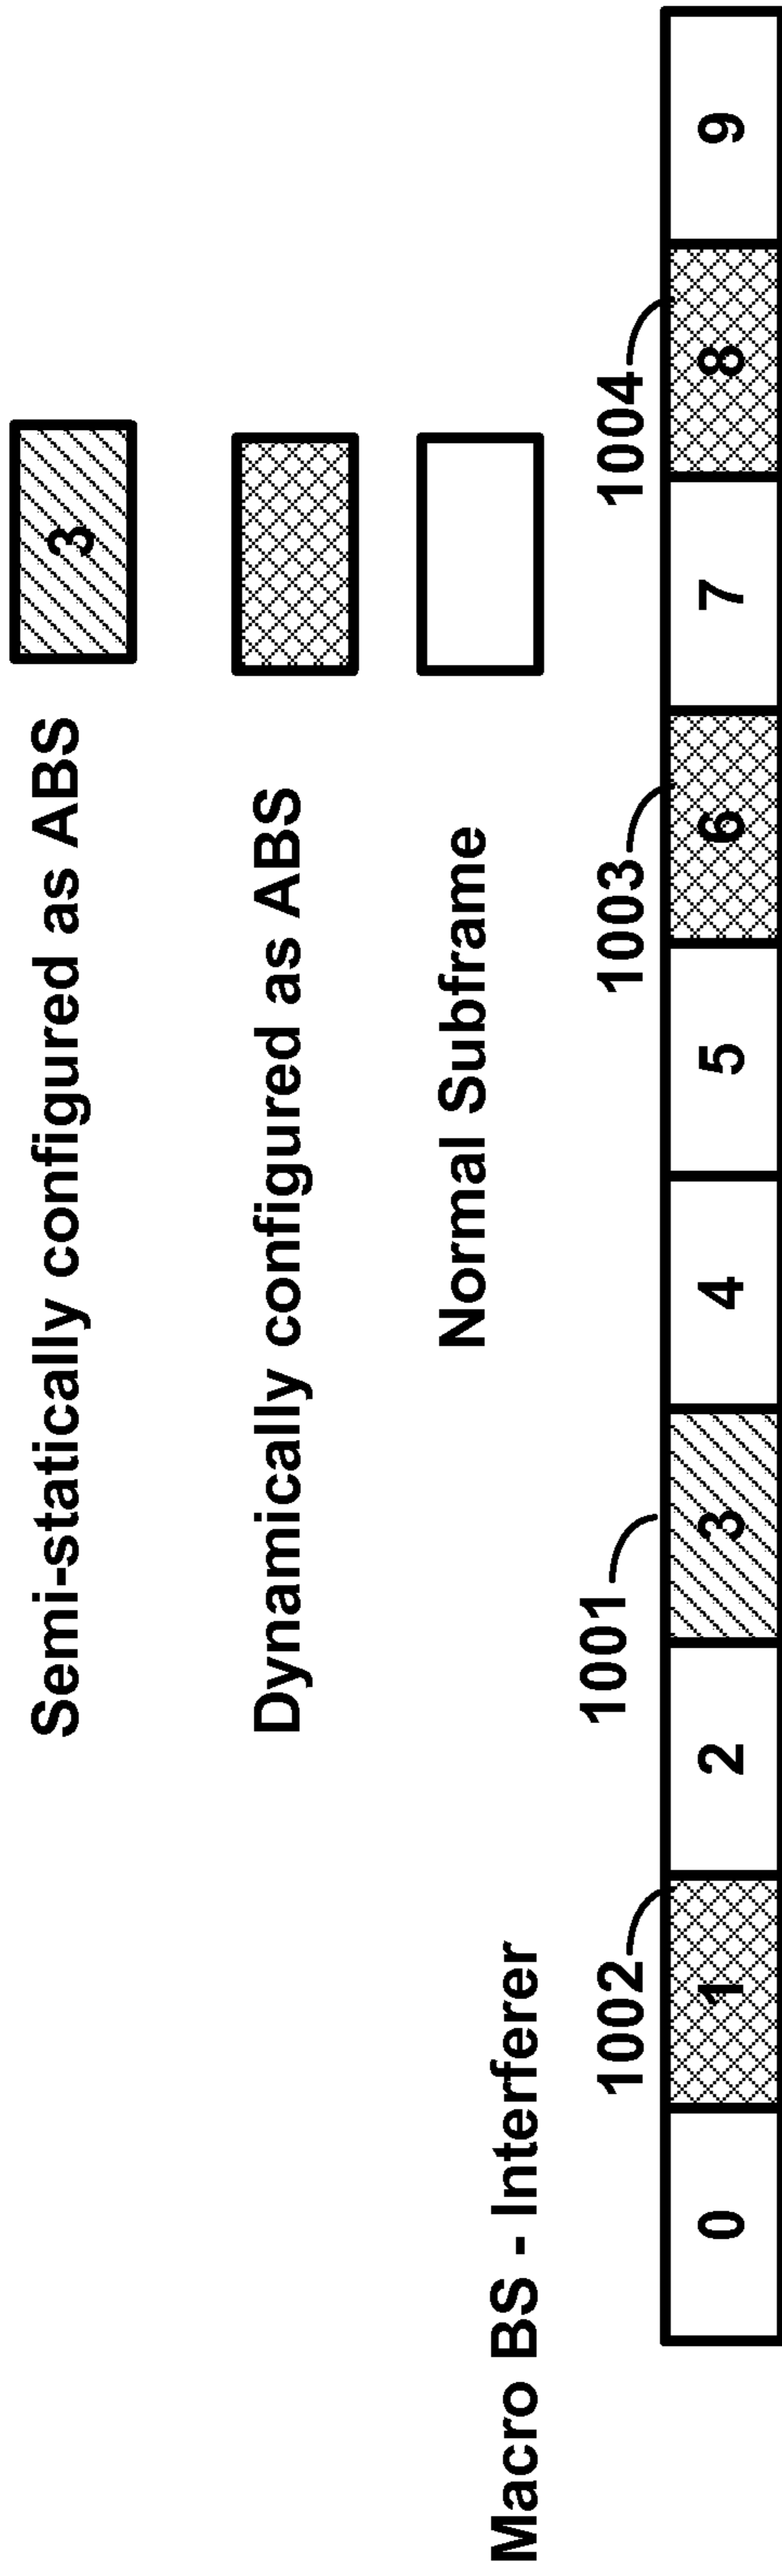 Semi-statically configured as ABS
3
Dynamically configured as ABS
Normal Subframe
Macro BS - Interferer
1002
1001
1003
1004
0 1 2 3 4 5 6 7 8 9